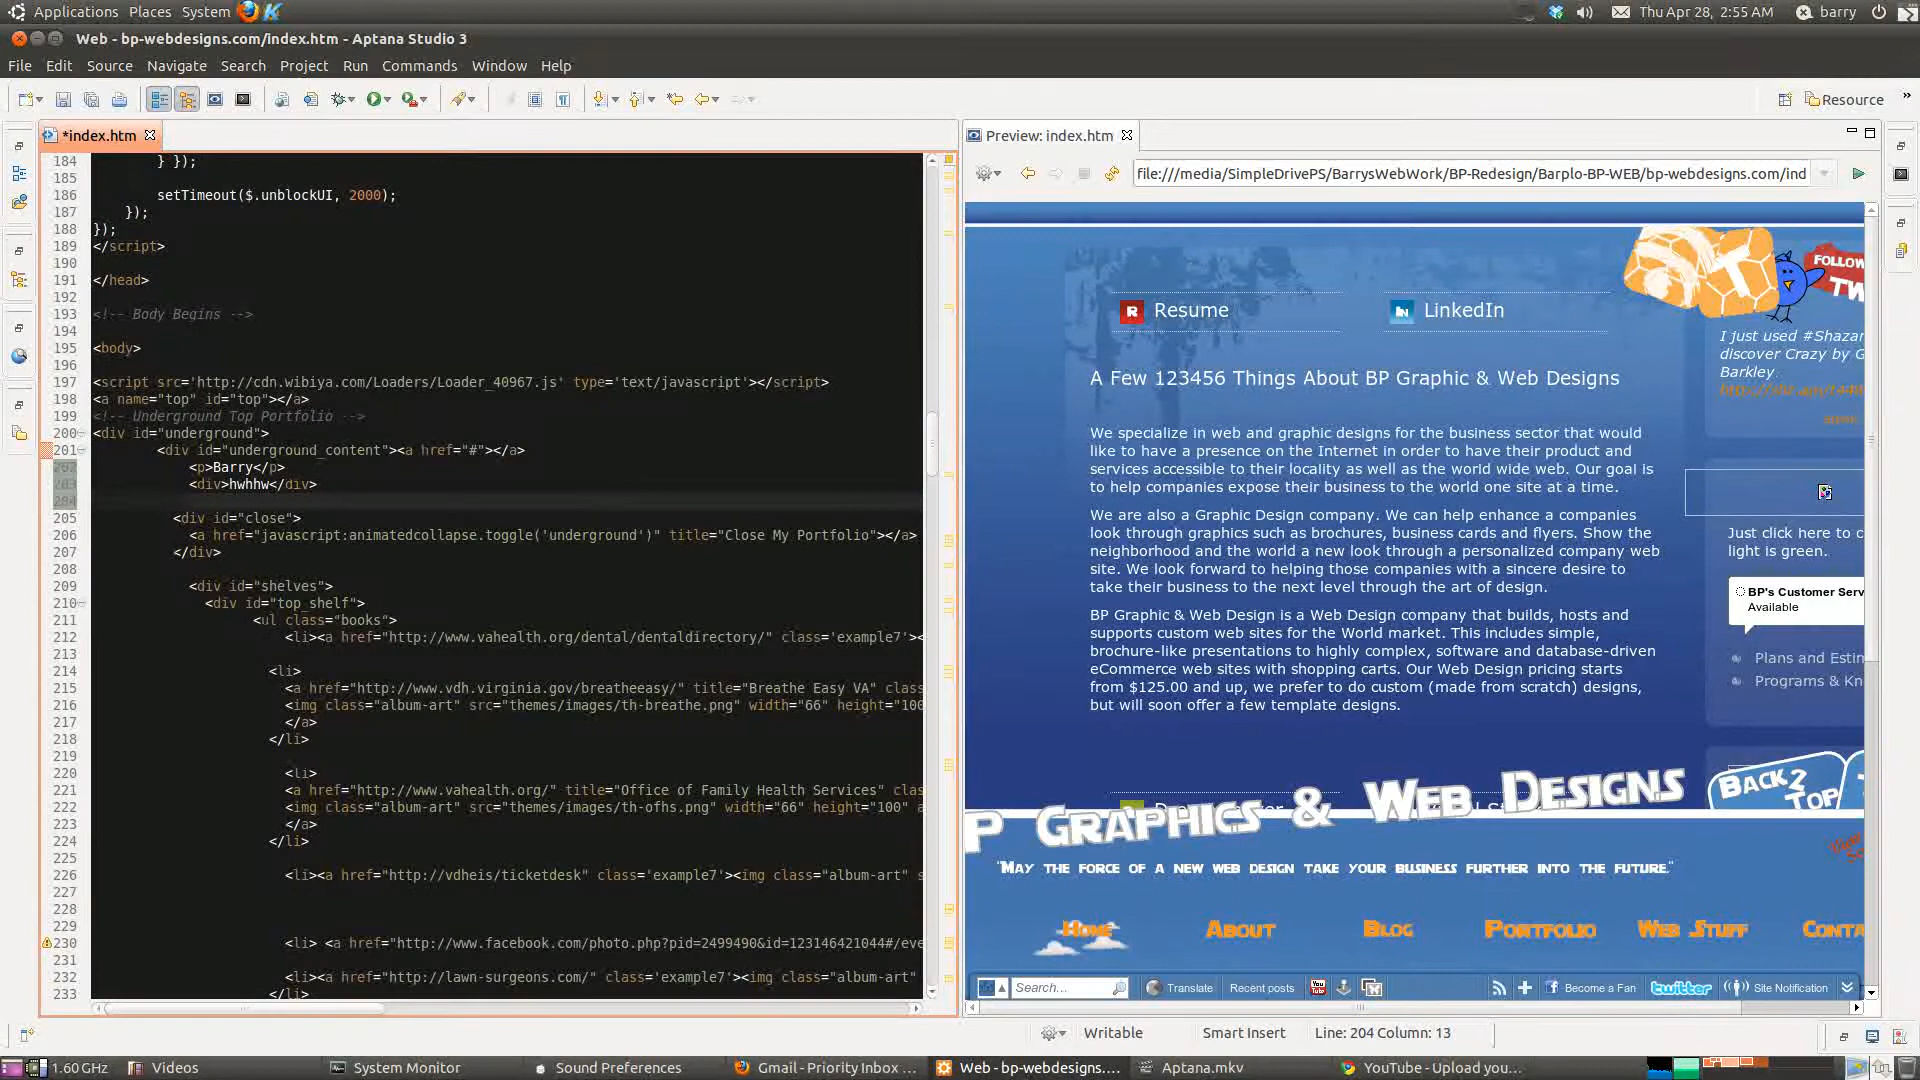 Applications Places System
Thu Apr 28, 2:55 AM
barry
Web - bp-webdesigns.com/index.htm - Aptana Studio 3
File Edit Source Navigate Search Project Run Commands Window Help
Resource
*index.htm
184 } });
185
186 setTimeout($.unblockUI, 2000);
187 });
188 });
189 </script>
190
191 </head>
192
193 <!-- Body Begins -->
194
195 <body>
196
197 <script src='http://cdn.wibiya.com/Loaders/Loader_40967.js' type='text/javascript'></script>
198 <a name="top" id="top"></a>
199 <!-- Underground Top Portfolio -->
200 <div id="underground">
201 <div id="underground_content"><a href="#"></a>
202 <p>Barry</p>
203 <div>hwhhw</div>
204
205 <div id="close">
206 <a href="javascript:animatedcollapse.toggle('underground')" title="Close My Portfolio"></a>
207 </div>
208
209 <div id="shelves">
210 <div id="top_shelf">
211 <ul class="books">
212 <li><a href="http://www.vahealth.org/dental/dentaldirectory/" class='example7'><
213
214 <li>
215 <a href="http://www.vdh.virginia.gov/breatheeasy/" title="Breathe Easy VA" class
216 <img class="album-art" src="themes/images/th-breathe.png" width="66" height="100
217 </a>
218 </li>
219
220 <li>
221 <a href="http://www.vahealth.org/" title="Office of Family Health Services" clas
222 <img class="album-art" src="themes/images/th-ofhs.png" width="66" height="100" a
223 </a>
224 </li>
225
226 <li><a href="http://vdheis/ticketdesk" class='example7'><img class="album-art" s
227
228
229
230 <li> <a href="http://www.facebook.com/photo.php?pid=2499490&id=123146421044#/eve
231
232 <li><a href="http://lawn-surgeons.com/" class='example7'><img class="album-art"
233 </li>
Preview: index.htm
file:///media/SimpleDrivePS/BarrysWebWork/BP-Redesign/Barplo-BP-WEB/bp-webdesigns.com/ind
R Resume
in LinkedIn
FOLLOW
TW
I just used #Shazar
discover Crazy by G
Barkley.
A Few 123456 Things About BP Graphic & Web Designs
We specialize in web and graphic designs for the business sector that would
like to have a presence on the Internet in order to have their product and
services accessible to their locality as well as the world wide web. Our goal is
to help companies expose their business to the world one site at a time.
We are also a Graphic Design company. We can help enhance a companies
look through graphics such as brochures, business cards and flyers. Show the
neighborhood and the world a new look through a personalized company web
site. We look forward to helping those companies with a sincere desire to
take their business to the next level through the art of design.
BP Graphic & Web Design is a Web Design company that builds, hosts and
supports custom web sites for the World market. This includes simple,
brochure-like presentations to highly complex, software and database-driven
eCommerce web sites with shopping carts. Our Web Design pricing starts
from $125.00 and up, we prefer to do custom (made from scratch) designs,
but will soon offer a few template designs.
Just click here to c
light is green.
BP's Customer Serv
Available
Plans and Estin
Programs & Kn
Back 2 Top
P Graphics & Web Designs
"May the force of a new web design take your business further into the future."
Home About Blog Portfolio Web Stuff Conta
Search...
Translate
Recent posts
You Tube
Become a Fan
twitter
Site Notification
Writable
Smart Insert
Line: 204 Column: 13
1.60 GHz
Videos
System Monitor
Sound Preferences
Gmail - Priority Inbox ...
Web - bp-webdesigns....
Aptana.mkv
YouTube - Upload you...